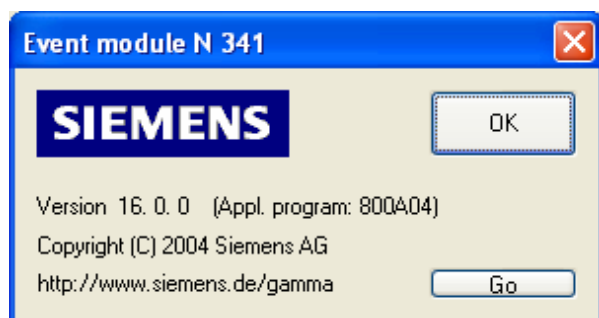 Event module N 341
SIEMENS
OK
Version 16. 0. 0 (Appl. program: 800A04)
Copyright (C) 2004 Siemens AG
http://www.siemens.de/gamma
Go